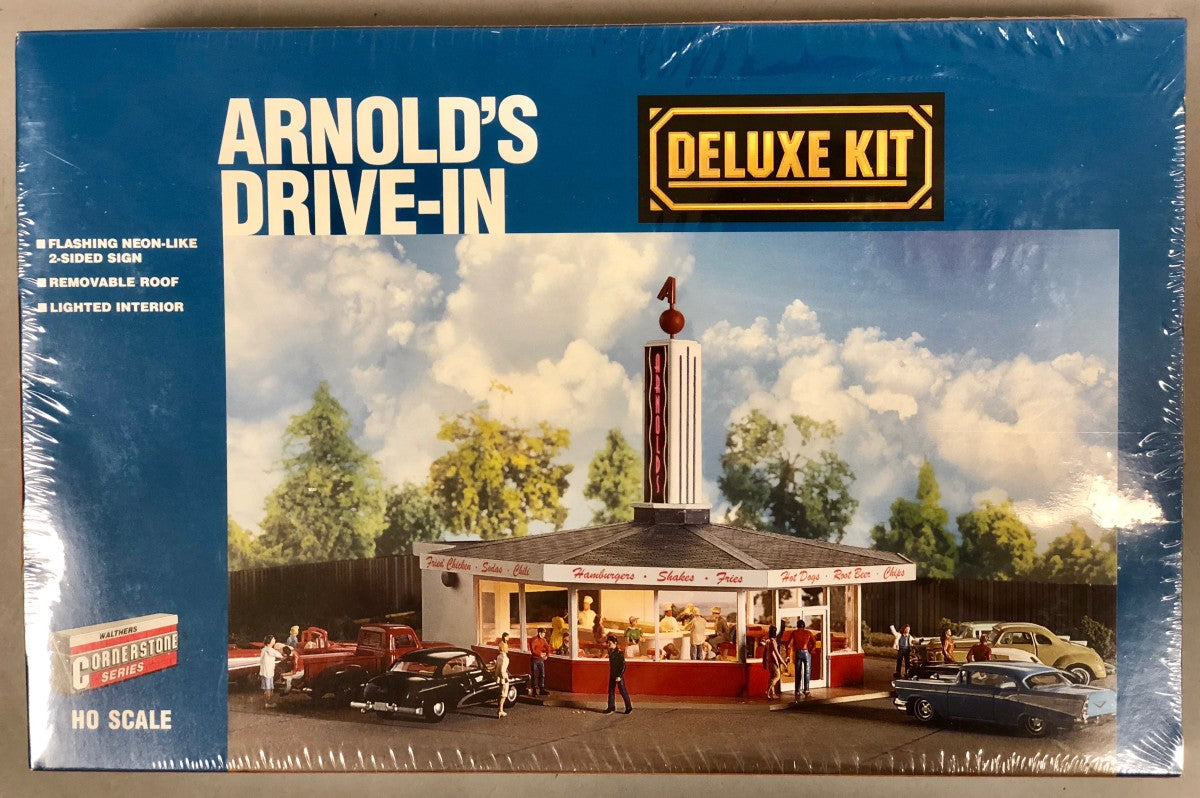 ARNOLD'S
DRIVE-IN
DELUXE KIT
■ FLASHING NEON-LIKE
2-SIDED SIGN
■ REMOVABLE ROOF
■ LIGHTED INTERIOR
A
ARNOLD'S
Fried Chicken · Sodas · Chili
Hamburgers · Shakes · Fries
Hot Dogs · Root Beer · Chips
WALTHERS
CORNERSTONE
SERIES
HO SCALE